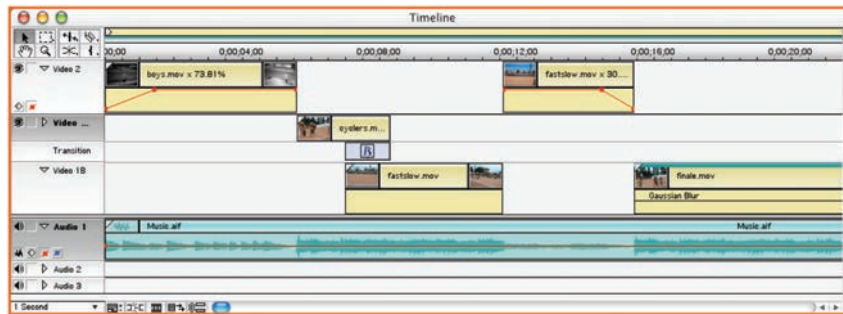 Timeline
00;00 0;00;04;00 0;00;08;00 0;00;12;00 0;00;16;00 0;00;20;00
Video 2
boys.mov x 73.81%
fastslow.mov x 30....
Video ...
cyclers.m...
Transition
Video 1B
fastslow.mov
finale.mov
Gaussian Blur
Audio 1
Music.aif
Music.aif
Audio 2
Audio 3
1 Second